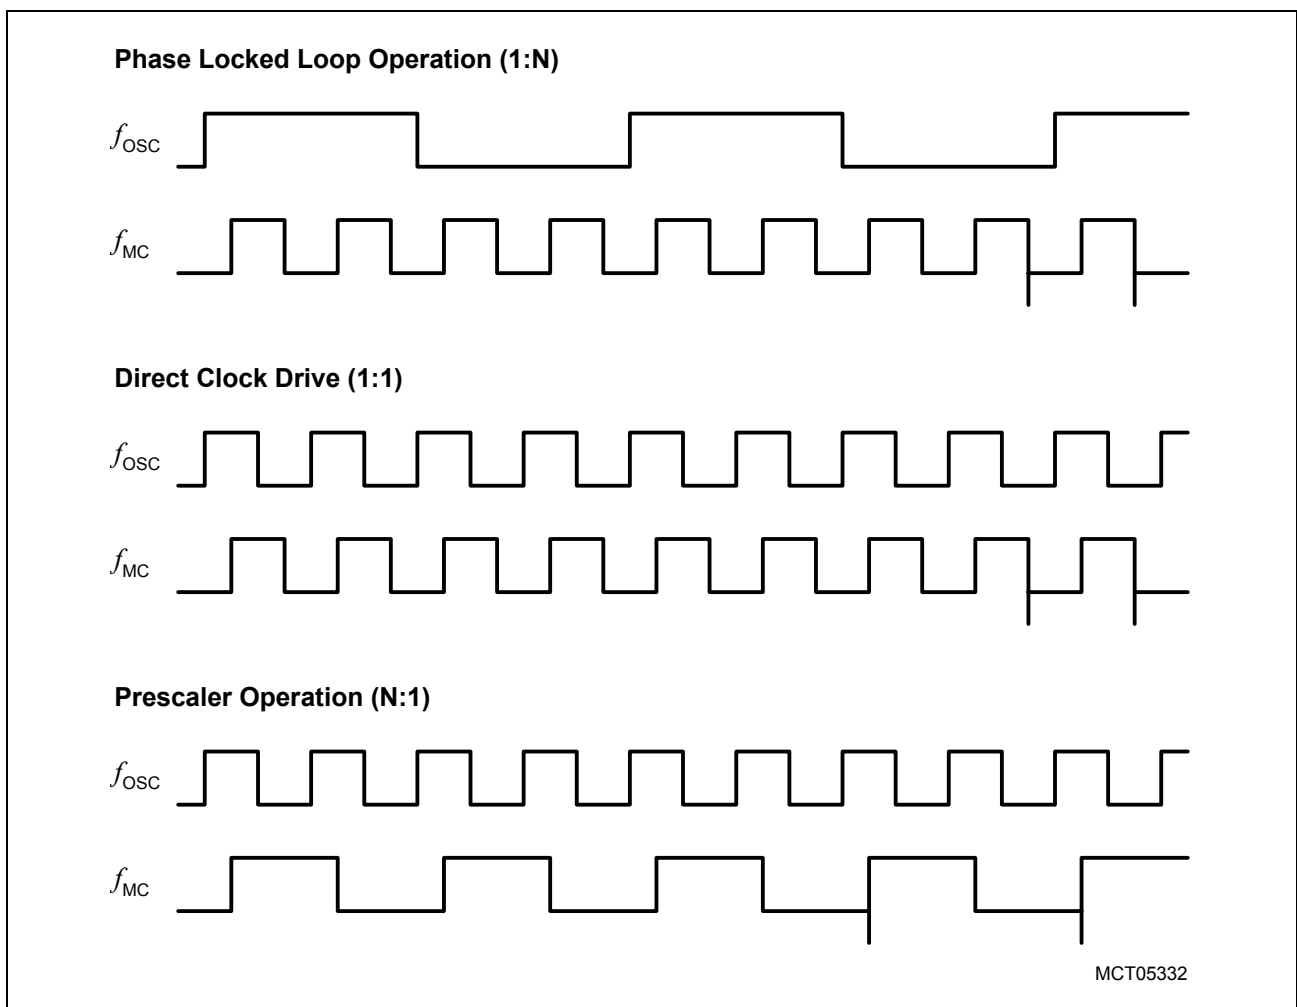 Phase Locked Loop Operation (1:N)
fOSC
fMC
Direct Clock Drive (1:1)
fOSC
fMC
Prescaler Operation (N:1)
fOSC
fMC
MCT05332